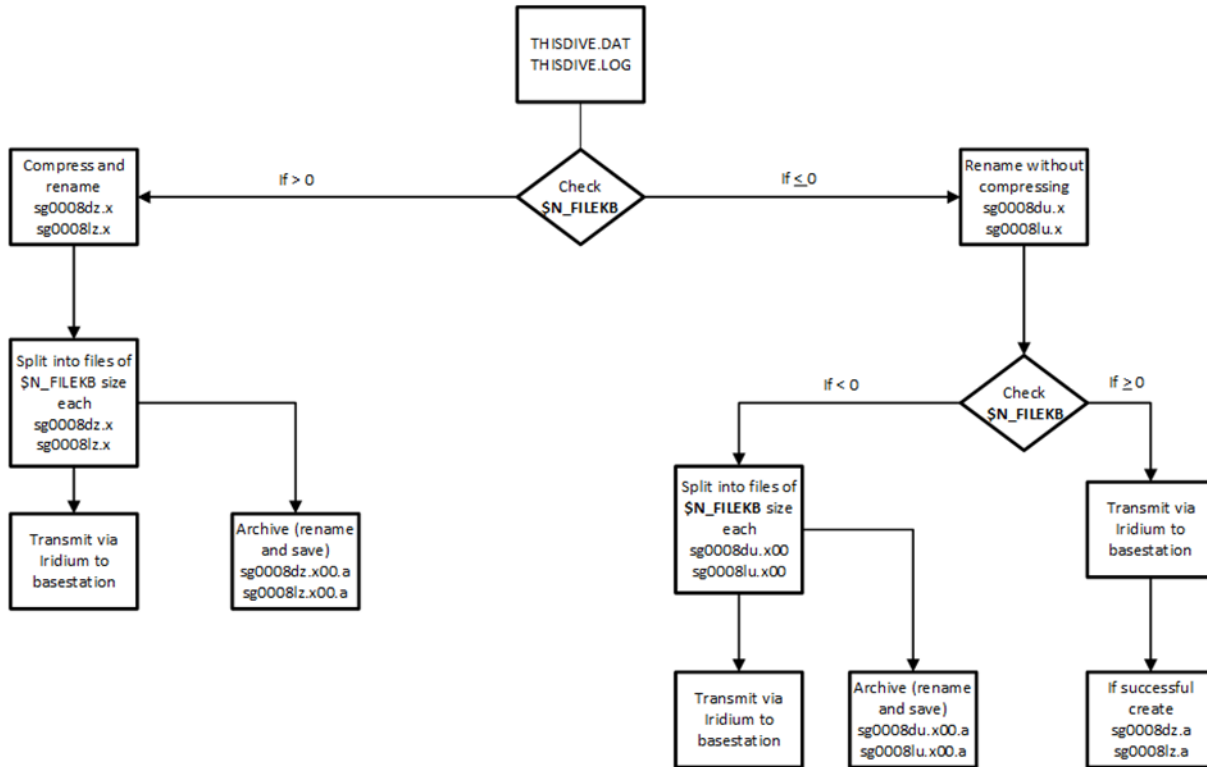 THISDIVE.DAT
THISDIVE.LOG
If > 0
Check
$N_FILEKB
If ≤ 0
Compress and
rename
sg0008dz.x
sg0008lz.x
Rename without
compressing
sg0008du.x
sg0008lu.x
Split into files of
$N_FILEKB size
each
sg0008dz.x
sg0008lz.x
If < 0
Check
$N_FILEKB
If ≥ 0
Transmit via
Iridium to
basestation
Archive (rename
and save)
sg0008dz.x00.a
sg0008lz.x00.a
Split into files of
$N_FILEKB size
each
sg0008du.x00
sg0008lu.x00
Transmit via
Iridium to
basestation
Transmit via
Iridium to
basestation
Archive (rename
and save)
sg0008du.x00.a
sg0008lu.x00.a
If successful
create
sg0008dz.a
sg0008lz.a